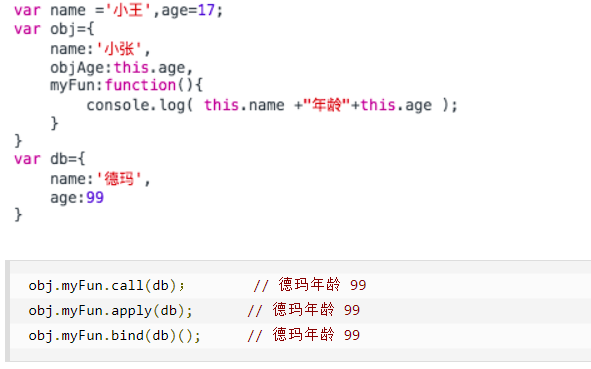 var name ='小王',age=17;
var obj={
    name:'小张',
    objAge:this.age,
    myFun:function(){
        console.log( this.name +"年龄"+this.age );
    }
}
var db={
    name:'德玛',
    age:99
}
obj.myFun.call(db);        // 德玛年龄 99
obj.myFun.apply(db);       // 德玛年龄 99
obj.myFun.bind(db)();      // 德玛年龄 99